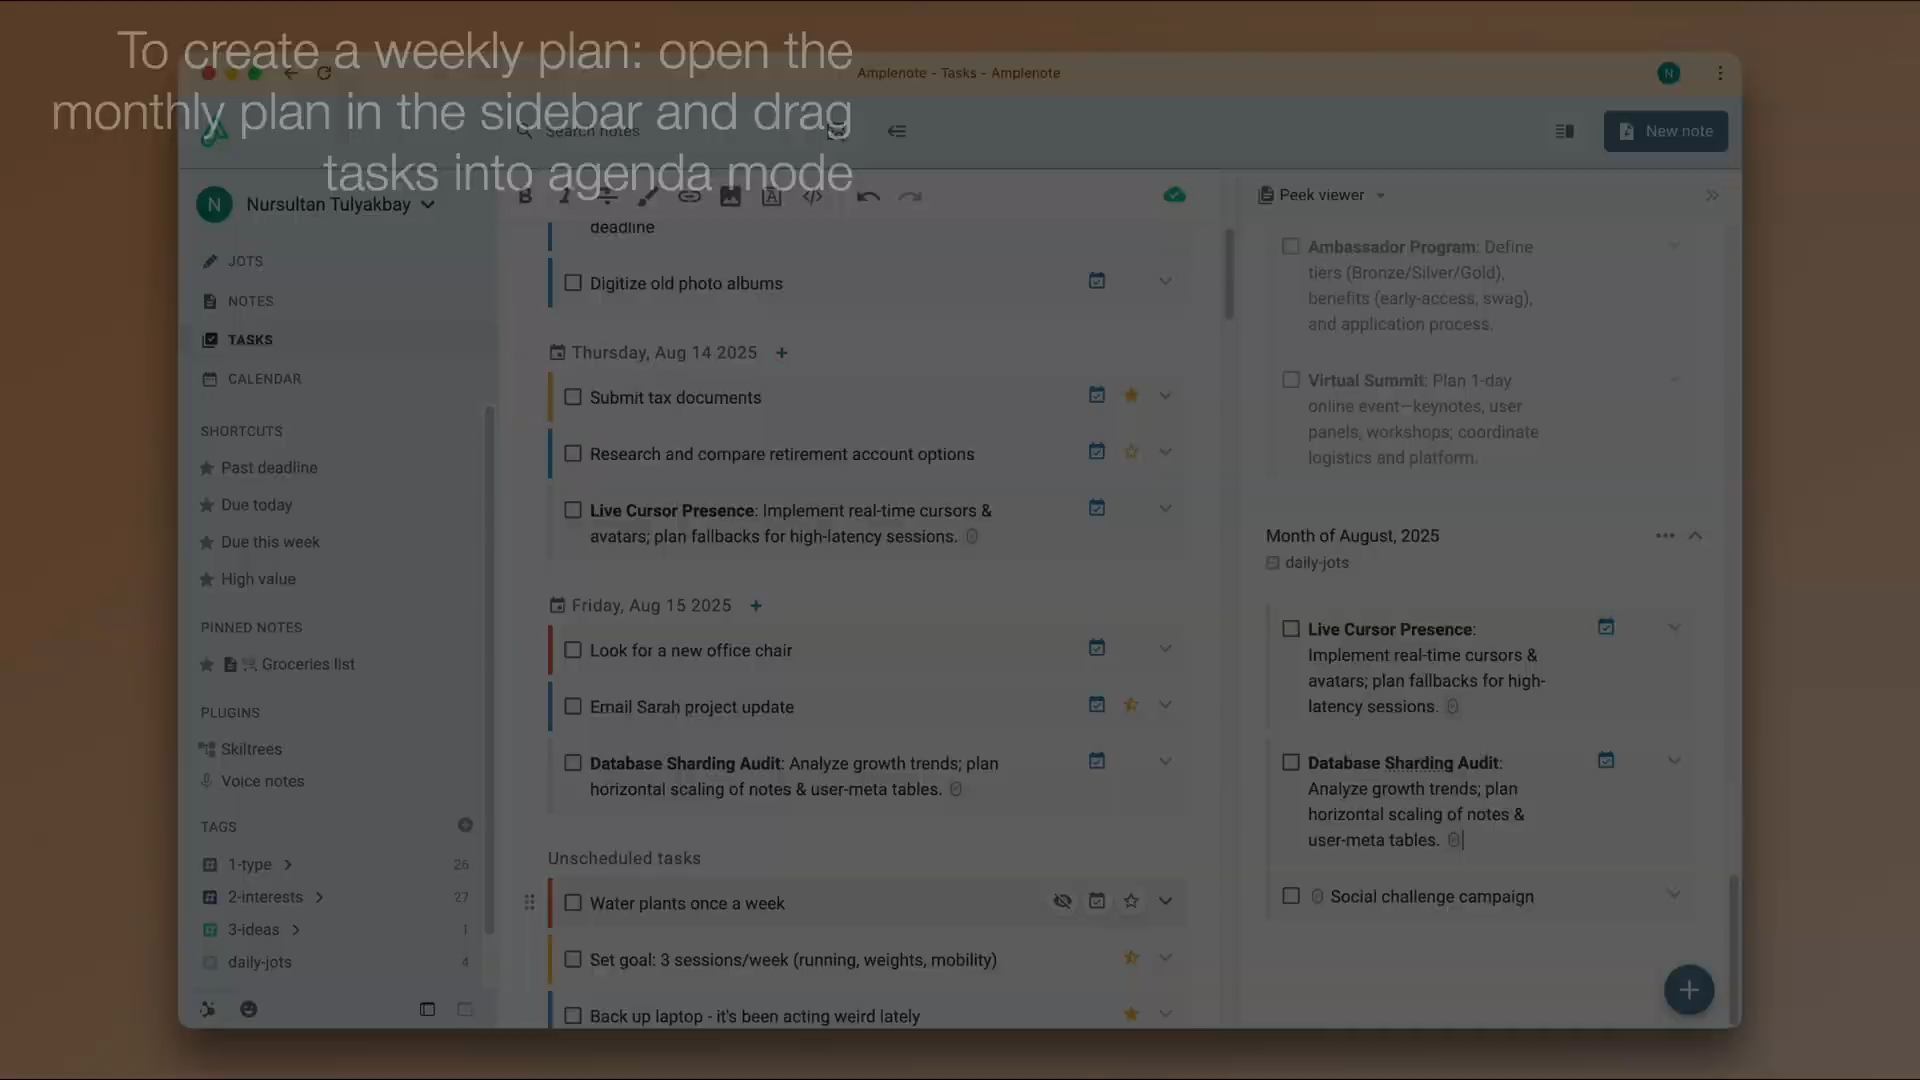 To create a weekly plan: open the
monthly plan in the sidebar and drag
tasks into agenda mode
Amplenote - Tasks - Amplenote
N
Search notes
New note
N
Nursultan Tulyakbay
JOTS
NOTES
TASKS
CALENDAR
SHORTCUTS
Past deadline
Due today
Due this week
High value
PINNED NOTES
Groceries list
PLUGINS
Skiltrees
Voice notes
TAGS
1-type 26
2-interests 27
3-ideas 1
daily-jots 4
deadline
Digitize old photo albums
Thursday, Aug 14 2025 +
Submit tax documents
Research and compare retirement account options
Live Cursor Presence: Implement real-time cursors &
avatars; plan fallbacks for high-latency sessions.
Friday, Aug 15 2025 +
Look for a new office chair
Email Sarah project update
Database Sharding Audit: Analyze growth trends; plan
horizontal scaling of notes & user-meta tables.
Unscheduled tasks
Water plants once a week
Set goal: 3 sessions/week (running, weights, mobility)
Back up laptop - it's been acting weird lately
Peek viewer
Ambassador Program: Define
tiers (Bronze/Silver/Gold),
benefits (early-access, swag),
and application process.
Virtual Summit: Plan 1-day
online event—keynotes, user
panels, workshops; coordinate
logistics and platform.
Month of August, 2025
daily-jots
Live Cursor Presence:
Implement real-time cursors &
avatars; plan fallbacks for high-
latency sessions.
Database Sharding Audit:
Analyze growth trends; plan
horizontal scaling of notes &
user-meta tables.
Social challenge campaign